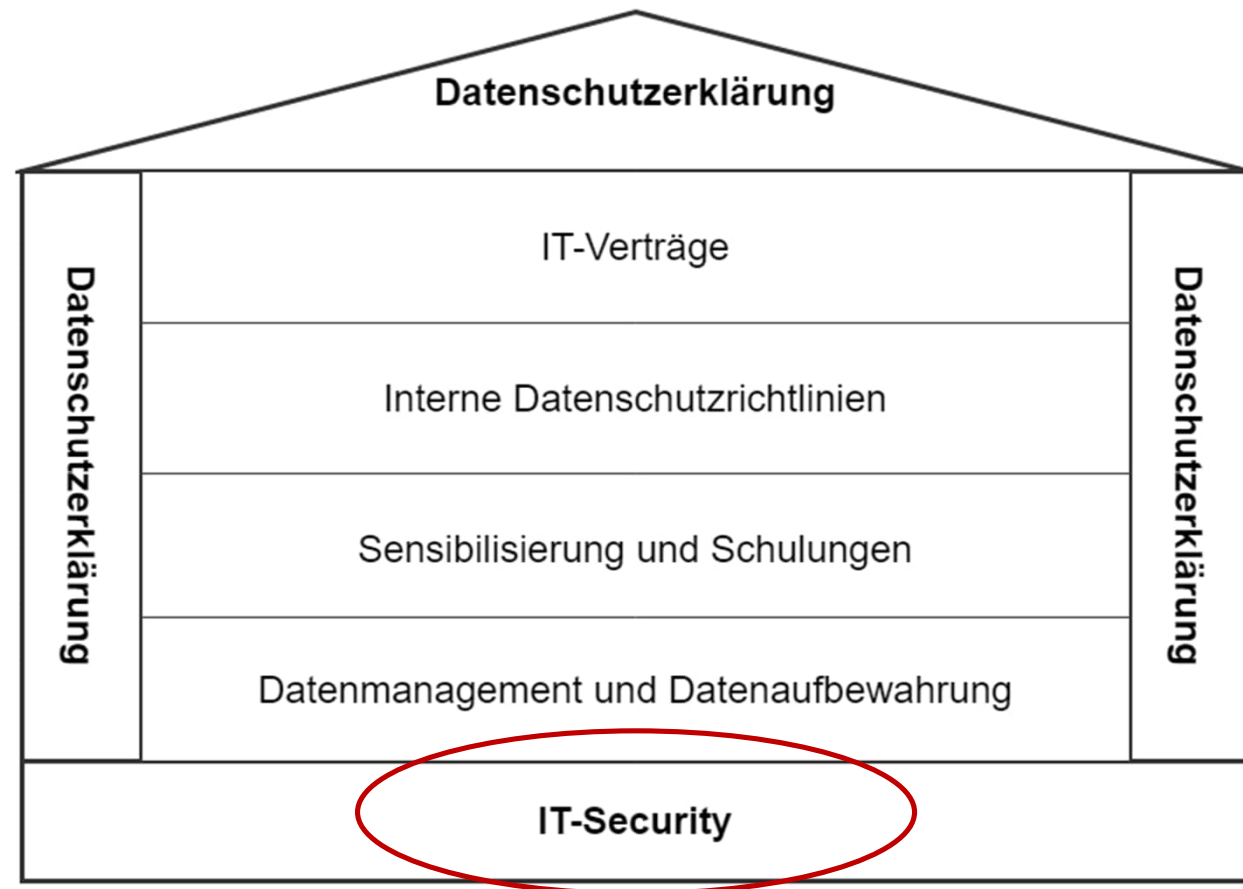 Datenschutzerklärung
IT-Verträge
Datenschutzerklärung
Datenschutzerklärung
Interne Datenschutzrichtlinien
Sensibilisierung und Schulungen
Datenmanagement und Datenaufbewahrung
IT-Security